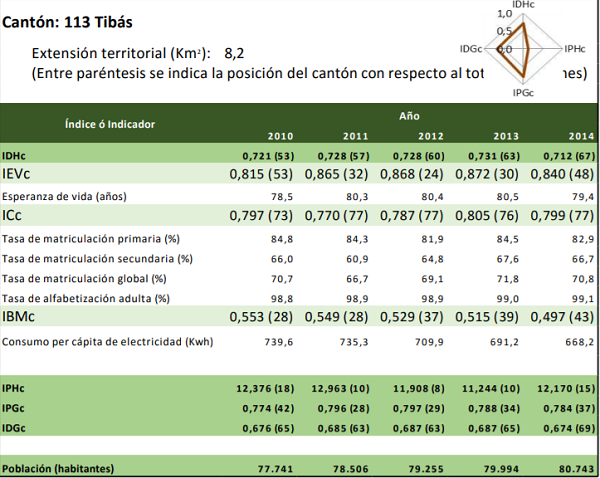 Cantón: 113 Tibás
Extensión territorial (Km²): 8,2
(Entre paréntesis se indica la posición del cantón con respecto al tot nes)
IDHc
1,0
0,5
0,0
IDGc
IPHc
IPGc
Índice ó Indicador
Año
2010 2011 2012 2013 2014
IDHc 0,721 (53) 0,728 (57) 0,728 (60) 0,731 (63) 0,712 (67)
IEVc 0,815 (53) 0,865 (32) 0,868 (24) 0,872 (30) 0,840 (48)
Esperanza de vida (años) 78,5 80,3 80,4 80,5 79,4
ICc 0,797 (73) 0,770 (77) 0,787 (77) 0,805 (76) 0,799 (77)
Tasa de matriculación primaria (%) 84,8 84,3 81,9 84,5 82,9
Tasa de matriculación secundaria (%) 66,0 60,9 64,8 67,6 66,7
Tasa de matriculación global (%) 70,7 66,7 69,1 71,8 70,8
Tasa de alfabetización adulta (%) 98,8 98,9 98,9 99,0 99,1
IBMc 0,553 (28) 0,549 (28) 0,529 (37) 0,515 (39) 0,497 (43)
Consumo per cápita de electricidad (Kwh) 739,6 735,3 709,9 691,2 668,2
IPHc 12,376 (18) 12,963 (10) 11,908 (8) 11,244 (10) 12,170 (15)
IPGc 0,774 (42) 0,796 (28) 0,797 (29) 0,788 (34) 0,784 (37)
IDGc 0,676 (65) 0,685 (63) 0,687 (63) 0,687 (65) 0,674 (69)
Población (habitantes) 77.741 78.506 79.255 79.994 80.743